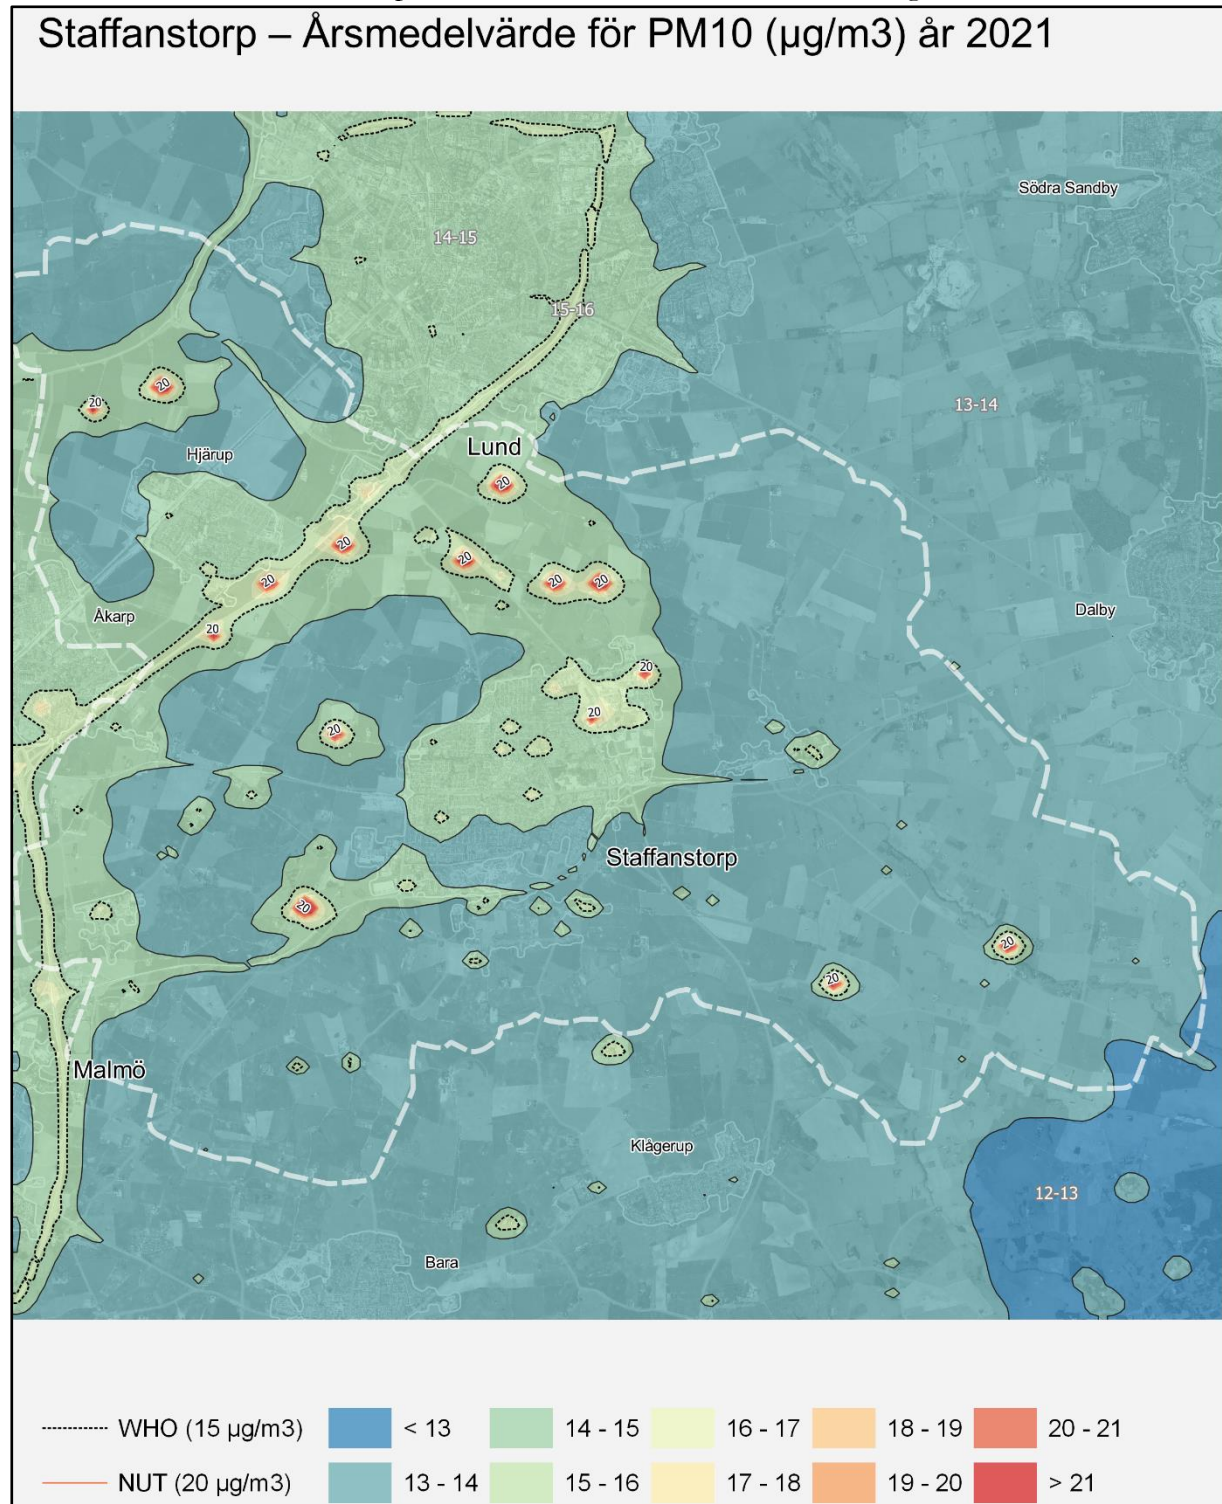 Staffanstorp – Årsmedelvärde för PM10 (µg/m3) år 2021
Södra Sandby
14-15
15-16
20
20
13-14
Hjärup
Lund
20
20
20
20
20
20
Åkarp
Dalby
20
20
20
20
Staffanstorp
20
20
20
Malmö
Klågerup
12-13
Bara
WHO (15 µg/m3)
< 13
14 - 15
16 - 17
18 - 19
20 - 21
NUT (20 µg/m3)
13 - 14
15 - 16
17 - 18
19 - 20
> 21